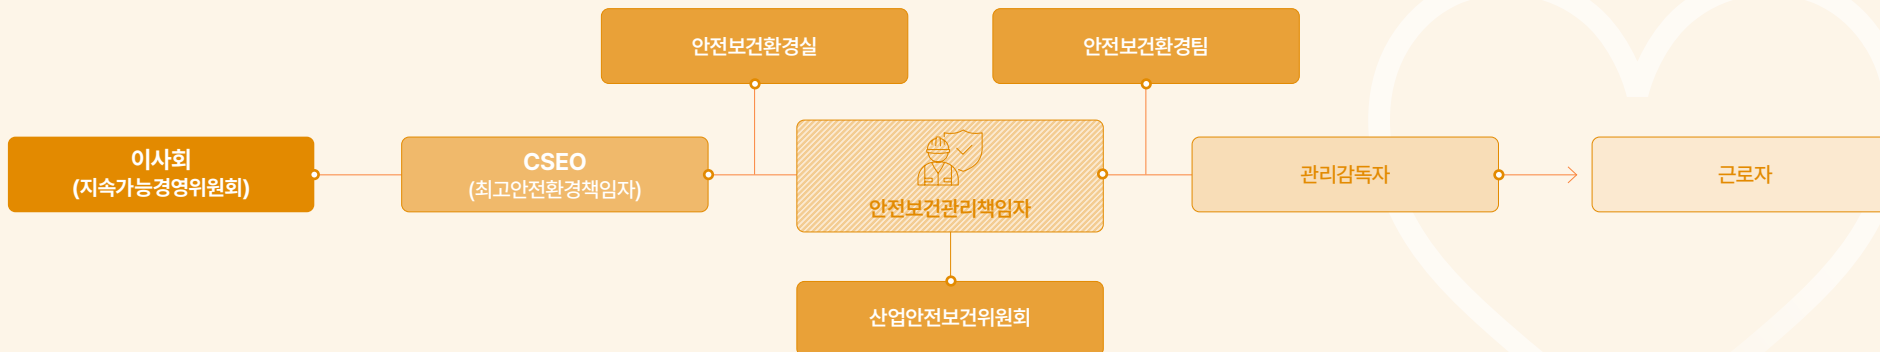 안전보건환경실
안전보건환경팀
이사회
(지속가능경영위원회)
CSEO
(최고안전환경책임자)
안전보건관리책임자
관리감독자
근로자
산업안전보건위원회